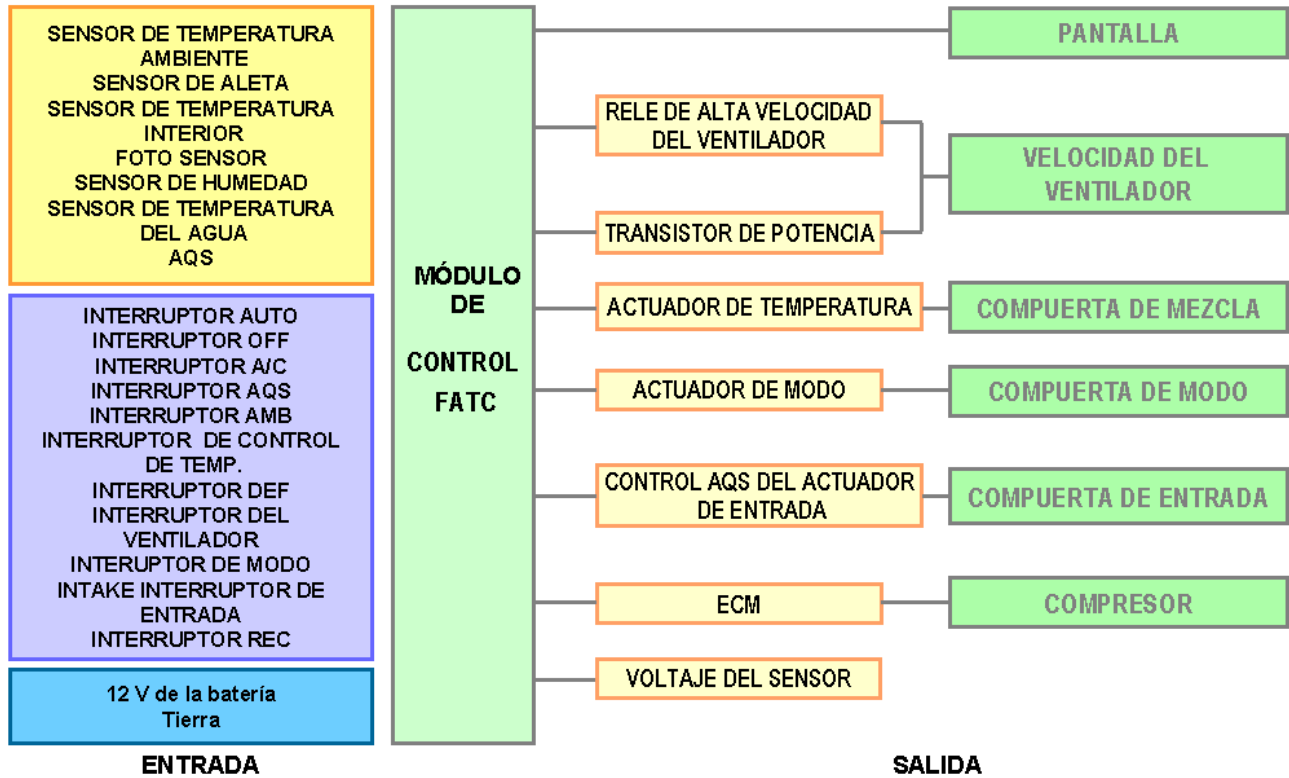 SENSOR DE TEMPERATURA
AMBIENTE
SENSOR DE ALETA
SENSOR DE TEMPERATURA
INTERIOR
FOTO SENSOR
SENSOR DE HUMEDAD
SENSOR DE TEMPERATURA
DEL AGUA
AQS
INTERRUPTOR AUTO
INTERRUPTOR OFF
INTERRUPTOR A/C
INTERRUPTOR AQS
INTERRUPTOR AMB
INTERRUPTOR DE CONTROL
DE TEMP.
INTERRUPTOR DEF
INTERRUPTOR DEL
VENTILADOR
INTERUPTOR DE MODO
INTAKE INTERRUPTOR DE
ENTRADA
INTERRUPTOR REC
12 V de la batería
Tierra
ENTRADA
MÓDULO
DE
CONTROL
FATC
RELE DE ALTA VELOCIDAD
DEL VENTILADOR
TRANSISTOR DE POTENCIA
ACTUADOR DE TEMPERATURA
ACTUADOR DE MODO
CONTROL AQS DEL ACTUADOR
DE ENTRADA
ECM
VOLTAJE DEL SENSOR
PANTALLA
VELOCIDAD DEL
VENTILADOR
COMPUERTA DE MEZCLA
COMPUERTA DE MODO
COMPUERTA DE ENTRADA
COMPRESOR
SALIDA